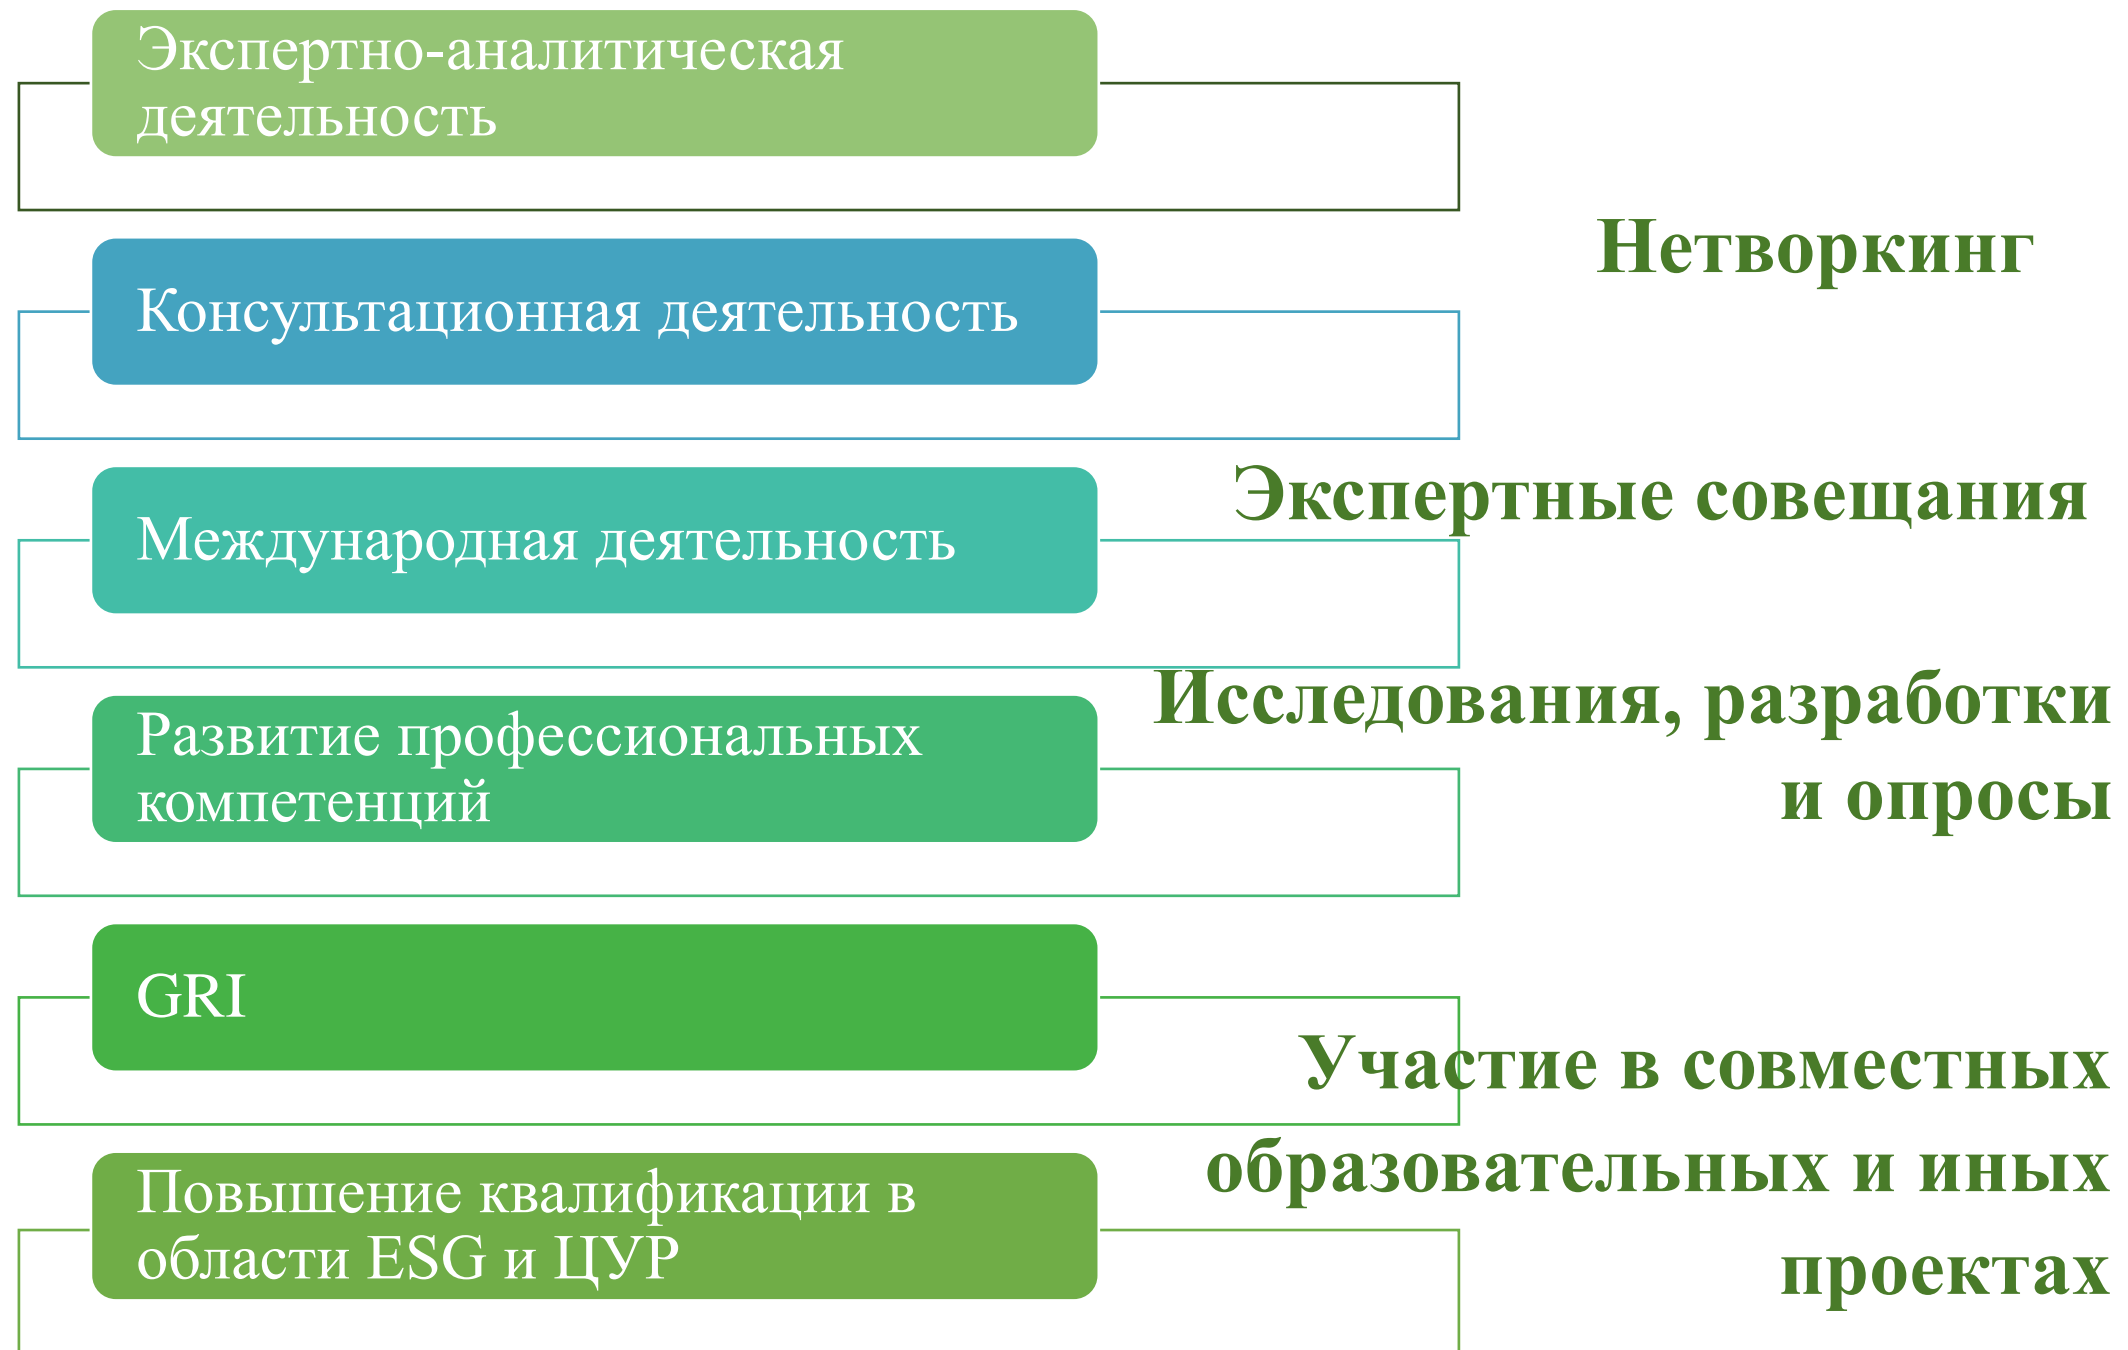 Экспертно-аналитическая
деятельность
Консультационная деятельность
Международная деятельность
Развитие профессиональных
компетенций
GRI
Повышение квалификации в
области ESG и ЦУР
Нетворкинг
Экспертные совещания
Исследования, разработки
и опросы
Участие в совместных
образовательных и иных
проектах